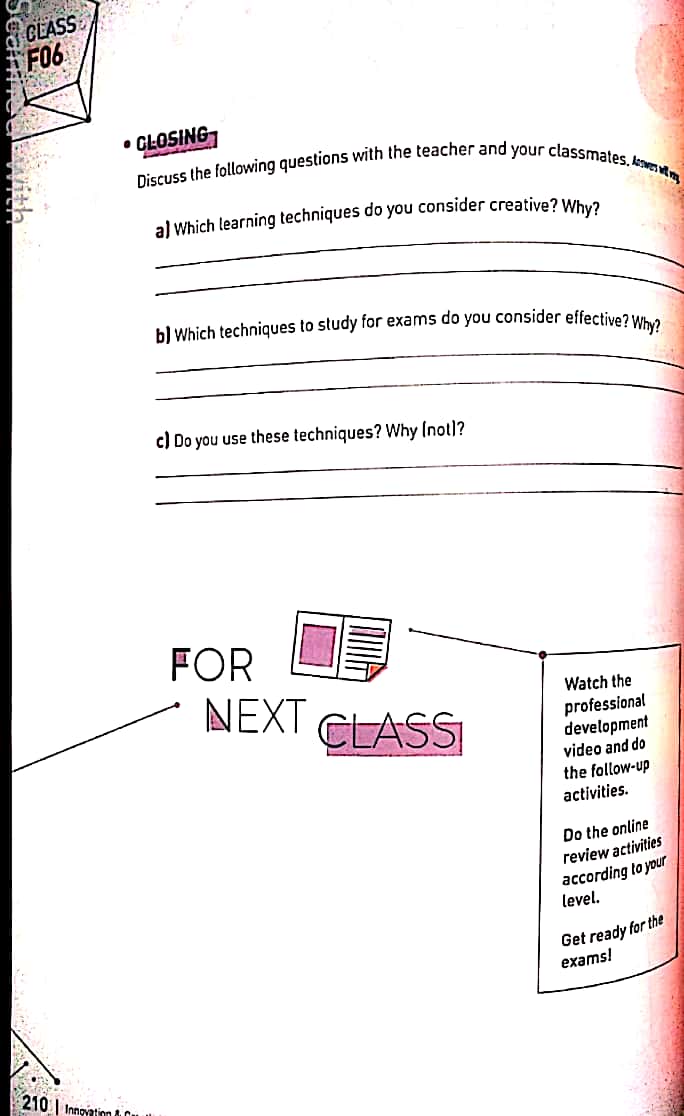 Scanned with
CLASS
F06
• CLOSING
Discuss the following questions with the teacher and your classmates. Answers will vary
a) Which learning techniques do you consider creative? Why?
b) Which techniques to study for exams do you consider effective? Why?
c) Do you use these techniques? Why (not)?
FOR
NEXT CLASS
Watch the
professional
development
video and do
the follow-up
activities.
Do the online
review activities
according to your
level.
Get ready for the
exams!
210 | Innovation &